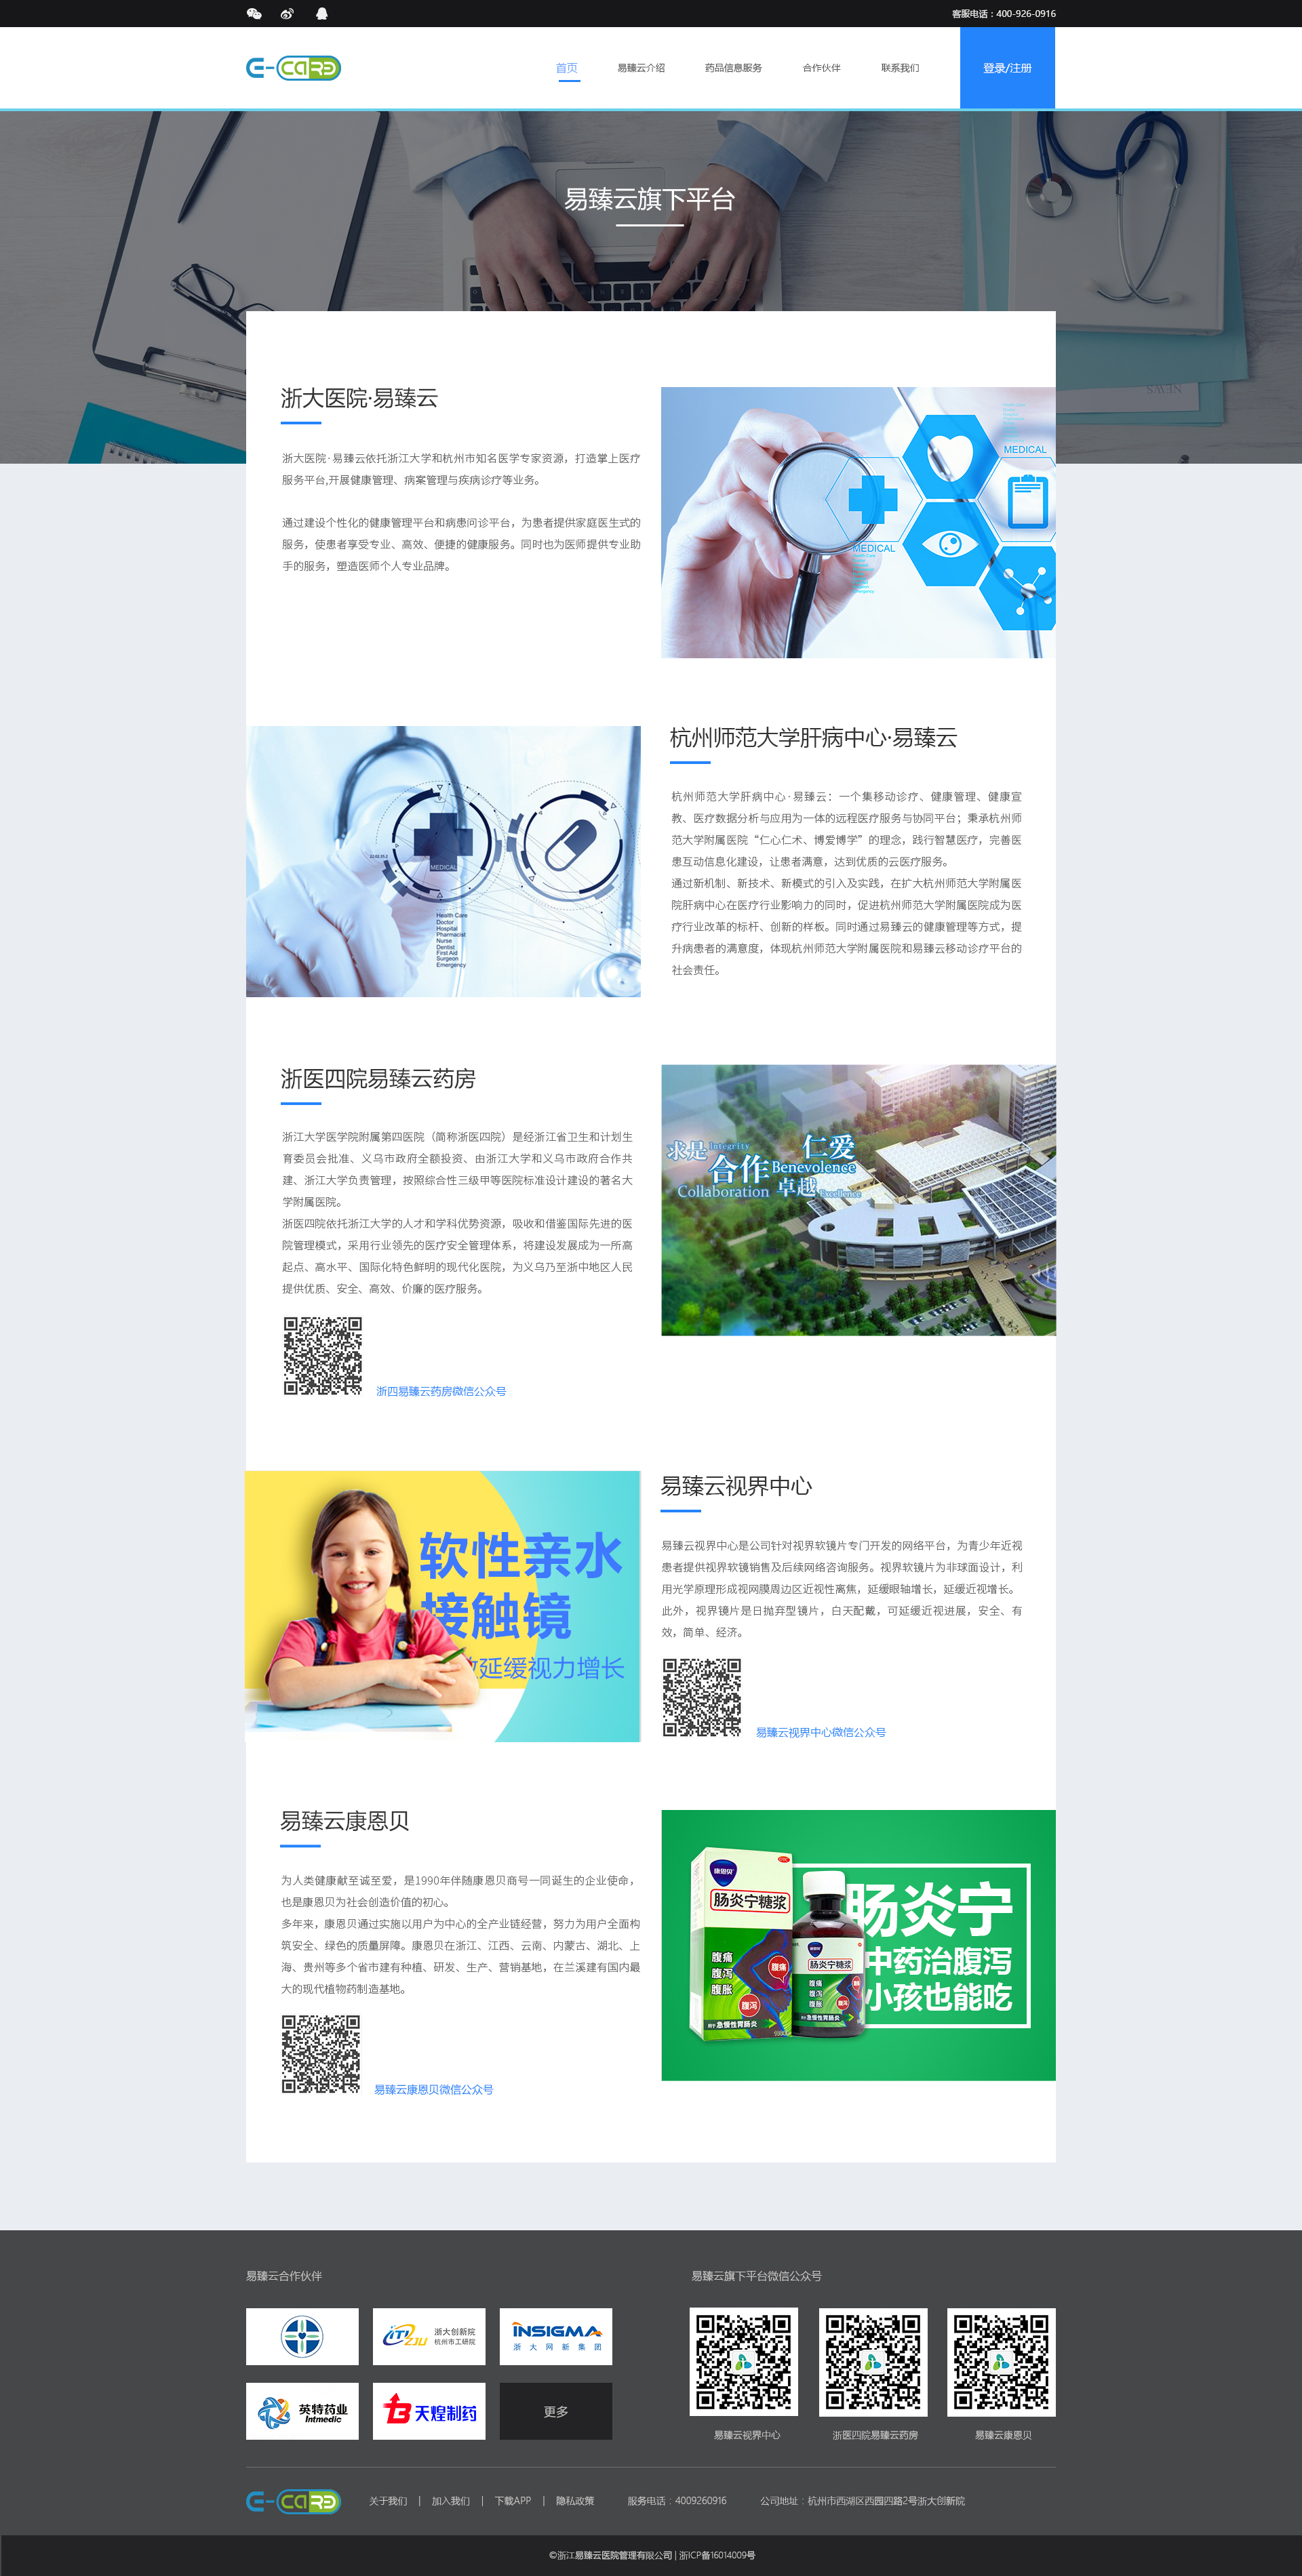 客服电话：400-926-0916
e-care
首页
易臻云介绍
药品信息服务
合作伙伴
联系我们
登录/注册
易臻云旗下平台
浙大医院·易臻云
浙大医院·易臻云依托浙江大学和杭州市知名医学专家资源，打造掌上医疗
服务平台,开展健康管理、病案管理与疾病诊疗等业务。
通过建设个性化的健康管理平台和病患问诊平台，为患者提供家庭医生式的
服务，使患者享受专业、高效、便捷的健康服务。同时也为医师提供专业助
手的服务，塑造医师个人专业品牌。
MEDICAL
MEDICAL
杭州师范大学肝病中心·易臻云
杭州师范大学肝病中心·易臻云：一个集移动诊疗、健康管理、健康宣
教、医疗数据分析与应用为一体的远程医疗服务与协同平台；秉承杭州师
范大学附属医院“仁心仁术、博爱博学”的理念，践行智慧医疗，完善医
患互动信息化建设，让患者满意，达到优质的云医疗服务。
通过新机制、新技术、新模式的引入及实践，在扩大杭州师范大学附属医
院肝病中心在医疗行业影响力的同时，促进杭州师范大学附属医院成为医
疗行业改革的标杆、创新的样板。同时通过易臻云的健康管理等方式，提
升病患者的满意度，体现杭州师范大学附属医院和易臻云移动诊疗平台的
社会责任。
MEDICAL
Health Care
Doctor
Hospital
Pharmacist
Nurse
Dentist
First Aid
Surgeon
Emergency
浙医四院易臻云药房
浙江大学医学院附属第四医院（简称浙医四院）是经浙江省卫生和计划生
育委员会批准、义乌市政府全额投资、由浙江大学和义乌市政府合作共
建、浙江大学负责管理，按照综合性三级甲等医院标准设计建设的著名大
学附属医院。
浙医四院依托浙江大学的人才和学科优势资源，吸收和借鉴国际先进的医
院管理模式，采用行业领先的医疗安全管理体系，将建设发展成为一所高
起点、高水平、国际化特色鲜明的现代化医院，为义乌乃至浙中地区人民
提供优质、安全、高效、价廉的医疗服务。
浙四易臻云药房微信公众号
求是 Integrity 仁爱
合作 Benevolence
Collaboration 卓越 Excellence
软性亲水
接触镜
延缓视力增长
易臻云视界中心
易臻云视界中心是公司针对视界软镜片专门开发的网络平台，为青少年近视
患者提供视界软镜销售及后续网络咨询服务。视界软镜片为非球面设计，利
用光学原理形成视网膜周边区近视性离焦，延缓眼轴增长，延缓近视增长。
此外，视界镜片是日抛弃型镜片，白天配戴，可延缓近视进展，安全、有
效，简单、经济。
易臻云视界中心微信公众号
易臻云康恩贝
为人类健康献至诚至爱，是1990年伴随康恩贝商号一同诞生的企业使命，
也是康恩贝为社会创造价值的初心。
多年来，康恩贝通过实施以用户为中心的全产业链经营，努力为用户全面构
筑安全、绿色的质量屏障。康恩贝在浙江、江西、云南、内蒙古、湖北、上
海、贵州等多个省市建有种植、研发、生产、营销基地，在兰溪建有国内最
大的现代植物药制造基地。
易臻云康恩贝微信公众号
康恩贝
肠炎宁糖浆
腹痛
腹泻
腹胀
腹痛
腹泻
用于急慢性胃肠炎
肠炎宁糖浆
腹痛
腹泻
腹胀
腹泻
肠炎宁
中药治腹泻
小孩也能吃
易臻云合作伙伴
易臻云旗下平台微信公众号
iTi ZJU 浙大创新院
杭州市工研院
INSIGMA
浙大网新集团
英特药业
Intmedic
天煌制药
更多
易臻云视界中心
浙医四院易臻云药房
易臻云康恩贝
e-care
关于我们 | 加入我们 | 下载APP | 隐私政策
服务电话：4009260916
公司地址：杭州市西湖区西园四路2号浙大创新院
©浙江易臻云医院管理有限公司 | 浙ICP备16014009号